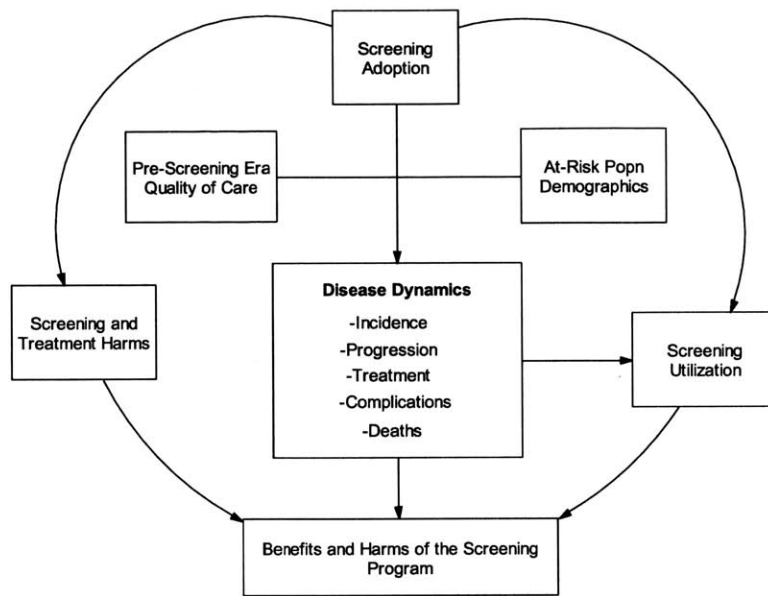 Screening
Adoption
Pre-Screening Era
Quality of Care
At-Risk Popn
Demographics
Disease Dynamics
-Incidence
-Progression
-Treatment
-Complications
-Deaths
Screening and
Treatment Harms
Screening
Utilization
Benefits and Harms of the Screening
Program